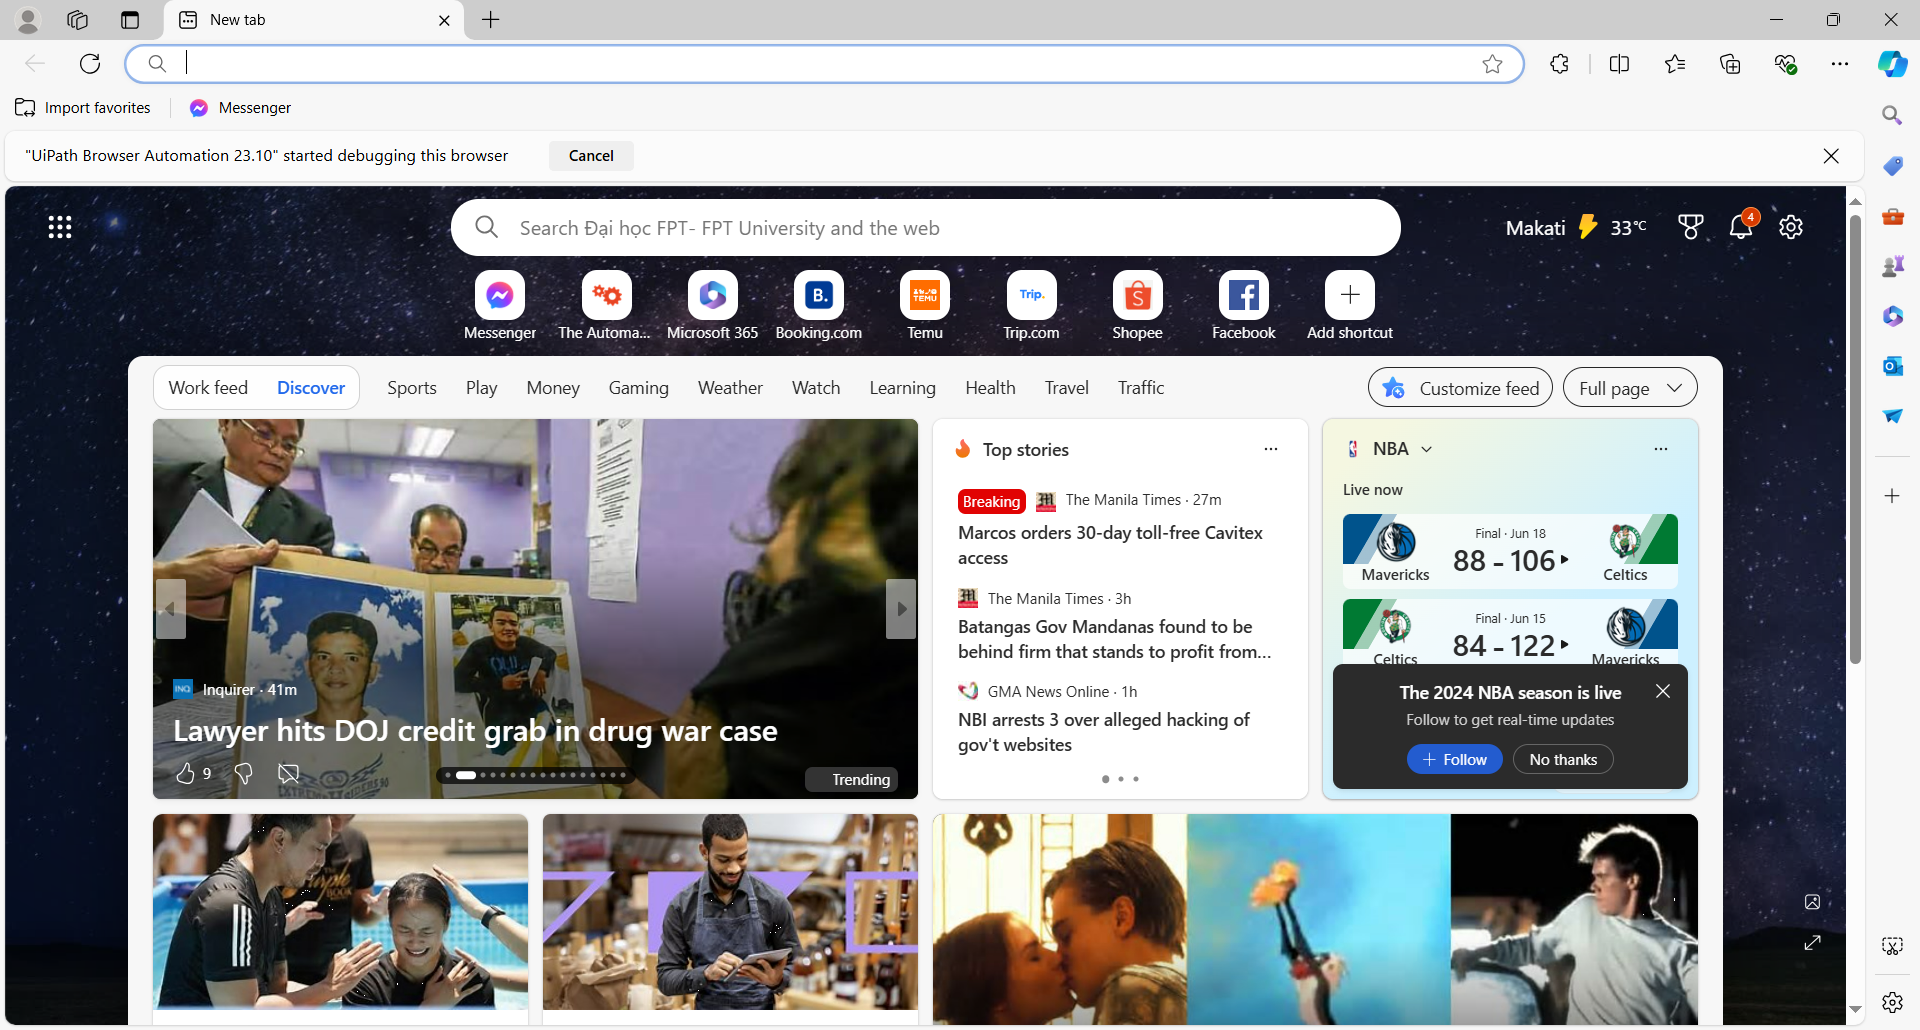 New tab
Import favorites
Messenger
"UiPath Browser Automation 23.10" started debugging this browser
Cancel
Search Đại học FPT- FPT University and the web
Makati
33°C
4
Messenger
The Automa...
Microsoft 365
B.
Booking.com
TEMU
Temu
Trip.
Trip.com
Shopee
Facebook
Add shortcut
Work feed
Discover
Sports
Play
Money
Gaming
Weather
Watch
Learning
Health
Travel
Traffic
Customize feed
Full page
INQ
Inquirer · 41m
Lawyer hits DOJ credit grab in drug war case
9
Trending
Top stories
Breaking
The Manila Times · 27m
Marcos orders 30-day toll-free Cavitex
access
The Manila Times · 3h
Batangas Gov Mandanas found to be
behind firm that stands to profit from...
GMA News Online · 1h
NBI arrests 3 over alleged hacking of
gov't websites
NBA
Live now
Final · Jun 18
88 - 106
Mavericks
Celtics
Final · Jun 15
84 - 122
Celtics
Mavericks
The 2024 NBA season is live
Follow to get real-time updates
Follow
No thanks